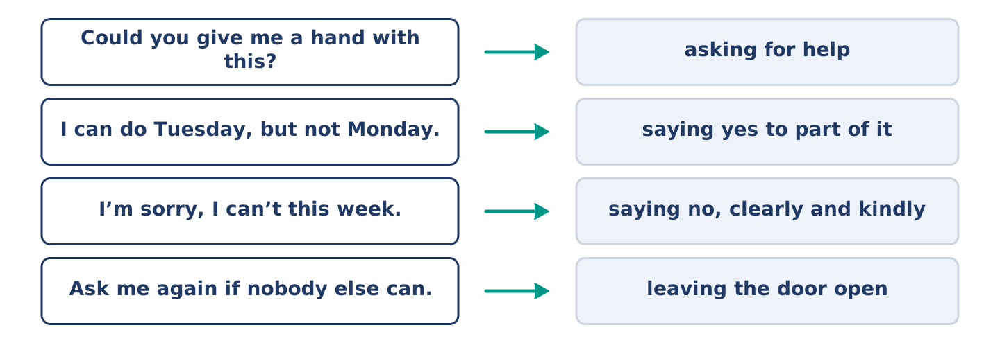 Could you give me a hand with
this?
asking for help
I can do Tuesday, but not Monday.
saying yes to part of it
I’m sorry, I can’t this week.
saying no, clearly and kindly
Ask me again if nobody else can.
leaving the door open